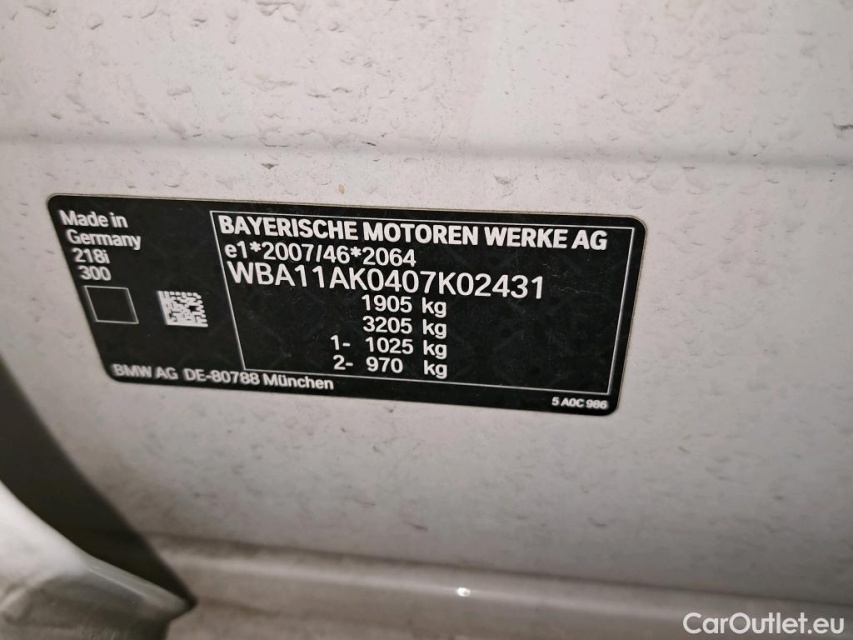 Made in
Germany
218i
300
BAYERISCHE MOTOREN WERKE AG
e1*2007/46*2064
WBA11AK0407K02431
1905 kg
3205 kg
1- 1025 kg
2- 970 kg
BMW AG DE-80788 München
5 A0C 986
CarOutlet.eu